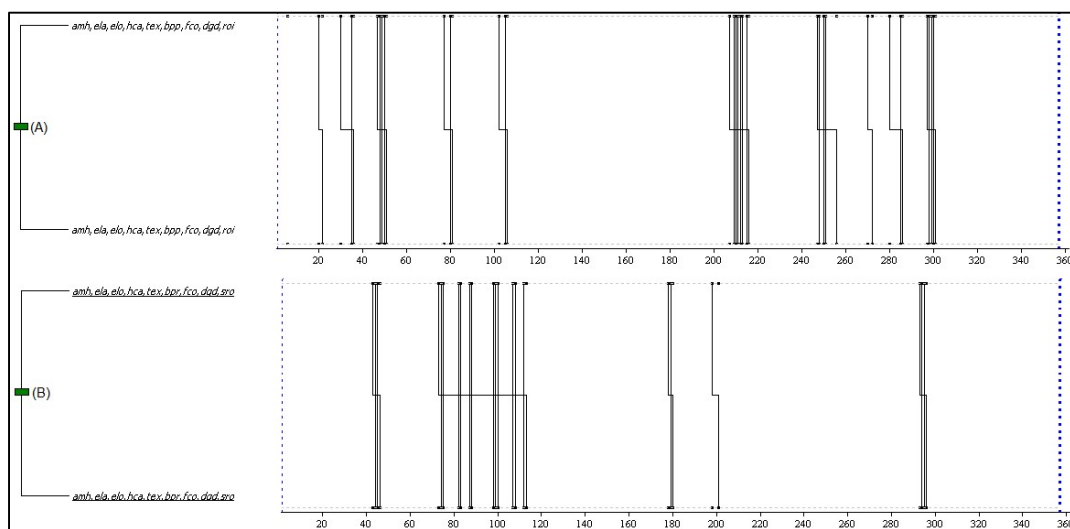 amh,ela,elo,hca,tex,bpp,fco,dgd,roi
(A)
amh,ela,elo,hca,tex,bpp,fco,dgd,roi
20 40 60 80 100 120 140 160 180 200 220 240 260 280 300 320 340 360
amh,ela,elo,hca,tex,bpr,fco,dgd,sro
(B)
amh,ela,elo,hca,tex,bpr,fco,dgd,sro
20 40 60 80 100 120 140 160 180 200 220 240 260 280 300 320 340 360